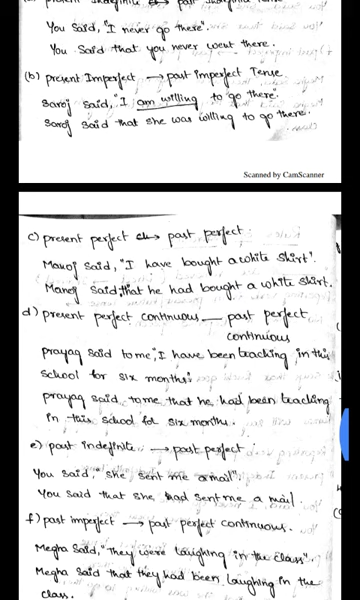 You said, "I never go there".
You said that you never went there.
(b) present Imperfect → past imperfect Tense.
Saroj said, "I am willing to go there".
Saroj said that she was willing to go there.
Scanned by CamScanner
c) present perfect → past perfect
Manoj said, "I have bought a white shirt".
Manoj said, that he had bought a white shirt.
d) present perfect continuous — past perfect
continuous
prayag said to me, "I have been teaching in this
school for six months".
prayag said to me that he had been teaching
in this school for six months.
e) past indefinite → past perfect
You said, "she sent me a mail".
You said that she had sent me a mail.
f) past imperfect → past perfect continuous.
Megha said, "They were laughing in the class".
Megha said that they had been laughing in the
class.